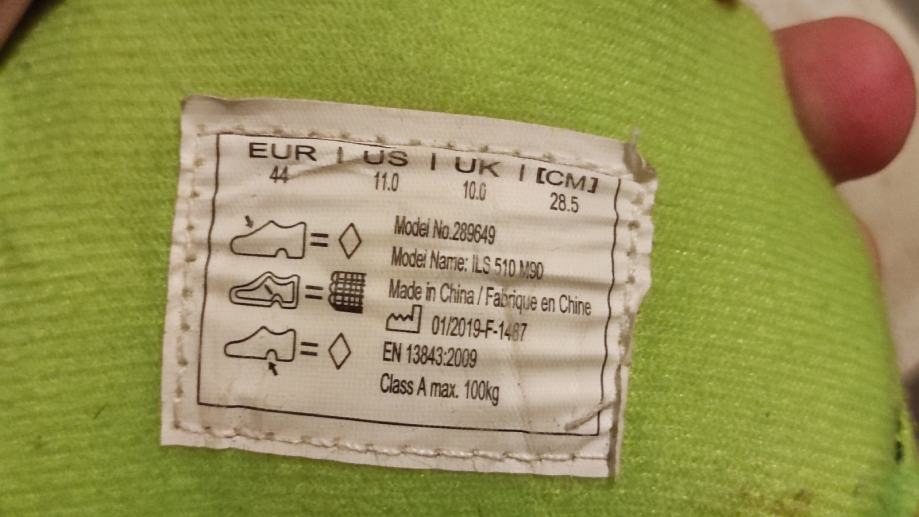 EUR | US | UK | [CM]
44 11.0 10.0 28.5
Model No.289649
Model Name: ILS 510 M90
Made in China / Fabrique en Chine
01/2019-F-1487
EN 13843:2009
Class A max. 100kg